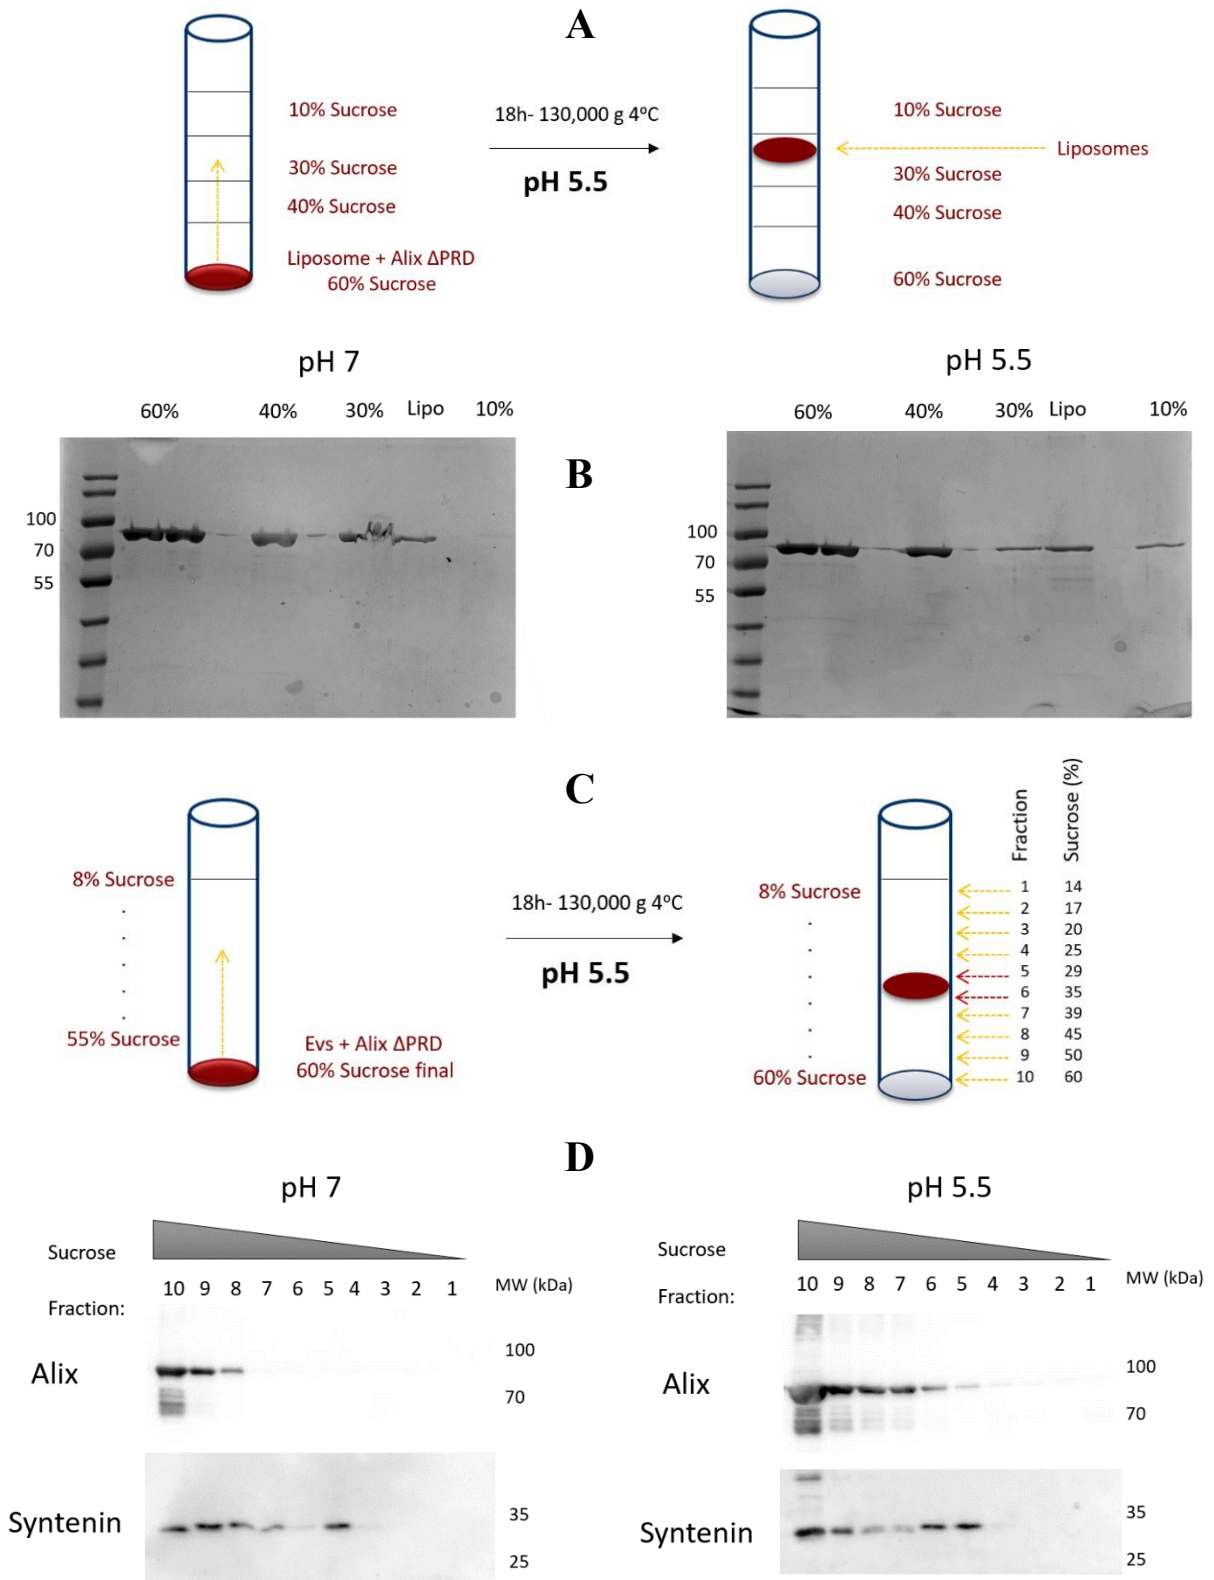 A
10% Sucrose
30% Sucrose
40% Sucrose
Liposome + Alix ΔPRD
60% Sucrose
18h- 130,000 g 4ºC
pH 5.5
10% Sucrose
Liposomes
30% Sucrose
40% Sucrose
60% Sucrose
B
pH 7
60% 40% 30% Lipo 10%
100
70
55
pH 5.5
60% 40% 30% Lipo 10%
100
70
55
C
8% Sucrose
.
.
.
.
.
55% Sucrose
Evs + Alix ΔPRD
60% Sucrose final
18h- 130,000 g 4ºC
pH 5.5
8% Sucrose
.
.
.
.
.
.
60% Sucrose
Fraction Sucrose (%)
1 14
2 17
3 20
4 25
5 29
6 35
7 39
8 45
9 50
10 60
D
pH 7
Sucrose
Fraction:
10 9 8 7 6 5 4 3 2 1
MW (kDa)
Alix
100
70
Syntenin
35
25
pH 5.5
Sucrose
Fraction:
10 9 8 7 6 5 4 3 2 1
MW (kDa)
Alix
100
70
Syntenin
35
25